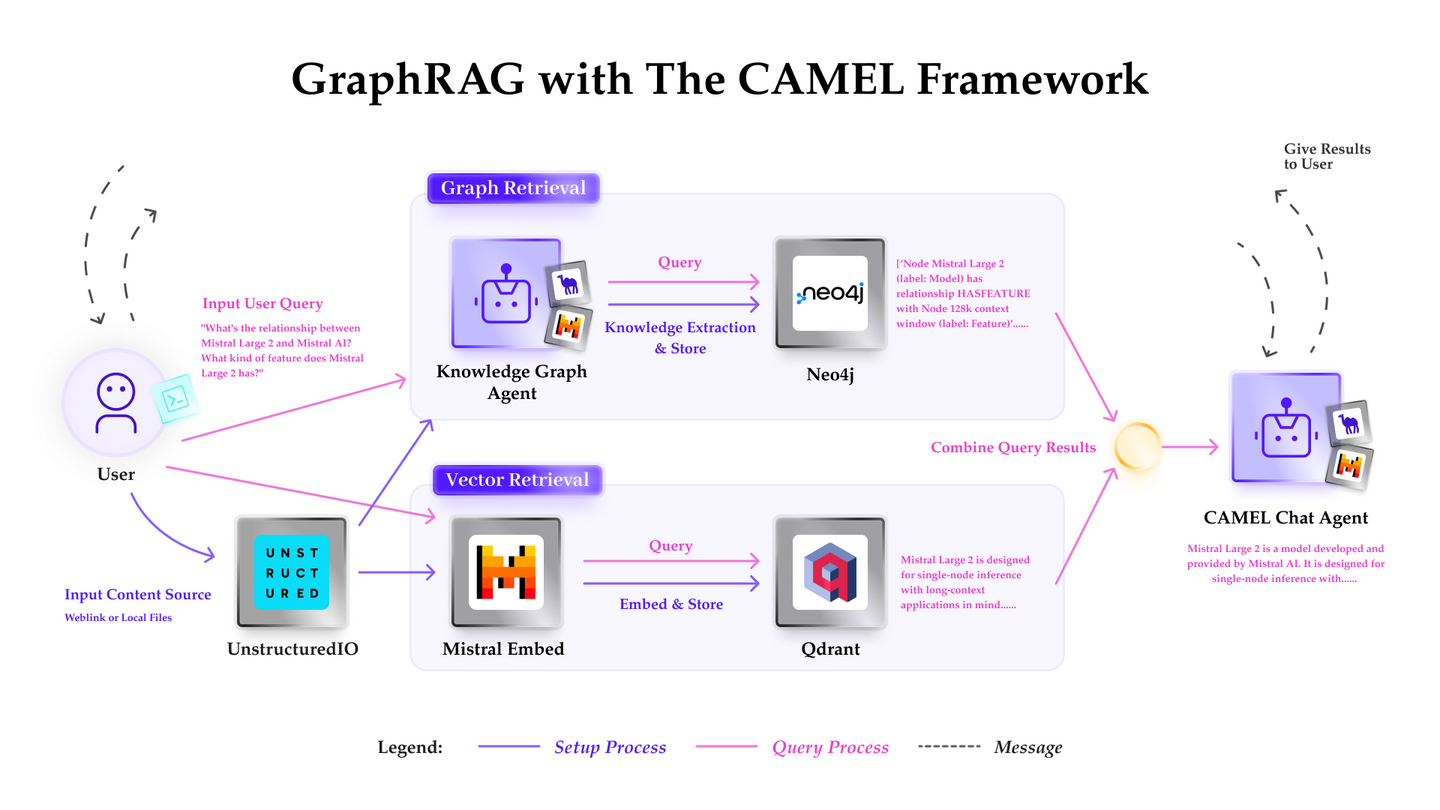 GraphRAG with The CAMEL Framework
Give Results
to User
Graph Retrieval
Input User Query
"What's the relationship between
Mistral Large 2 and Mistral AI?
What kind of feature does Mistral
Large 2 has?"
User
Query
Knowledge Extraction
& Store
Knowledge Graph
Agent
neo4j
Neo4j
[‘Node Mistral Large 2
(label: Model) has
relationship HASFEATURE
with Node 128k context
window (label: Feature)’......
Combine Query Results
CAMEL Chat Agent
Mistral Large 2 is a model developed and
provided by Mistral AI. It is designed for
single-node inference with......
Input Content Source
Weblink or Local Files
UNST
RUCT
URED
UnstructuredIO
Vector Retrieval
Mistral Embed
Query
Embed & Store
Qdrant
Mistral Large 2 is designed
for single-node inference
with long-context
applications in mind......
Legend:
Setup Process
Query Process
Message